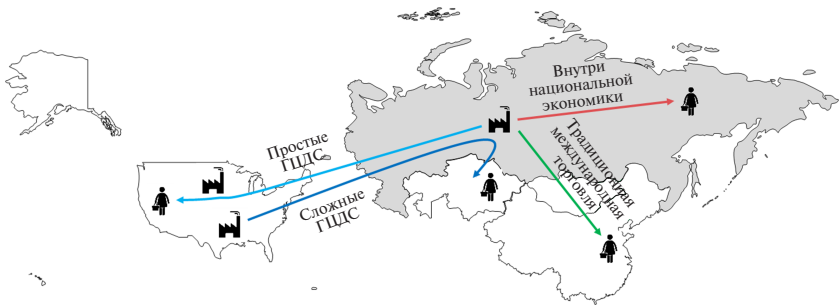 Внутри
национальной
экономики
Традиционная
международная
торговля
Простые
ГЦДС
Сложные
ГЦДС